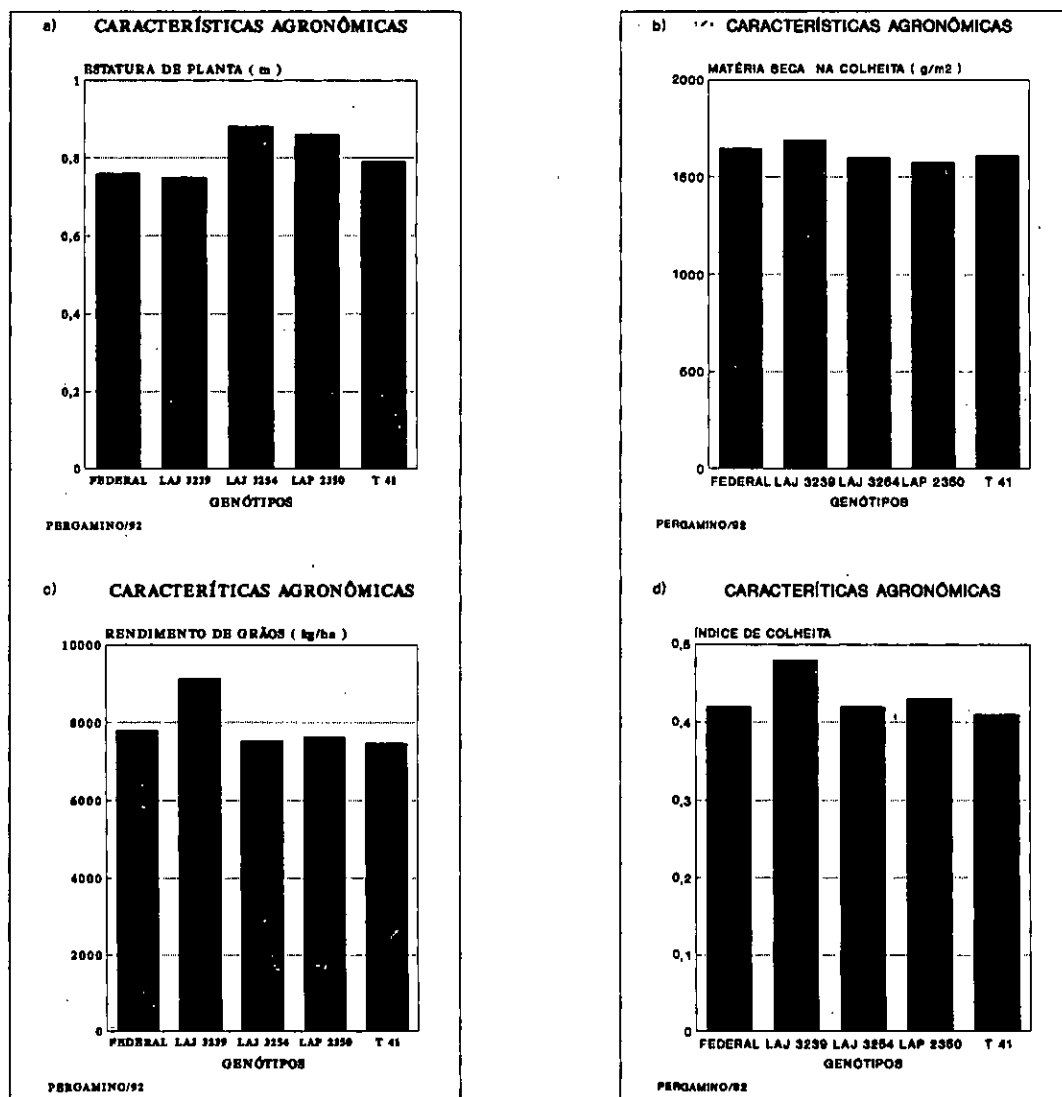 a) CARACTERÍSTICAS AGRONÔMICAS
ESTATURA DE PLANTA ( m )
1
0,8
0,6
0,4
0,2
0
FEDERAL LAJ 3239 LAJ 3254 LAP 2350 T 41
GENÓTIPOS
PERGAMINO/92
b) CARACTERÍSTICAS AGRONÔMICAS
MATÉRIA SECA NA COLHEITA ( g/m2 )
2000
1500
1000
500
0
FEDERAL LAJ 3239 LAJ 3254 LAP 2350 T 41
GENÓTIPOS
PERGAMINO/92
c) CARACTERÍTICAS AGRONÔMICAS
RENDIMENTO DE GRÃOS ( kg/ha )
10000
8000
6000
4000
2000
0
FEDERAL LAJ 3239 LAJ 3254 LAP 2350 T 41
GENÓTIPOS
PERGAMINO/92
d) CARACTERÍTICAS AGRONÔMICAS
ÍNDICE DE COLHEITA
0,5
0,4
0,3
0,2
0,1
0
FEDERAL LAJ 3239 LAJ 3254 LAP 2350 T 41
GENÓTIPOS
PERGAMINO/92